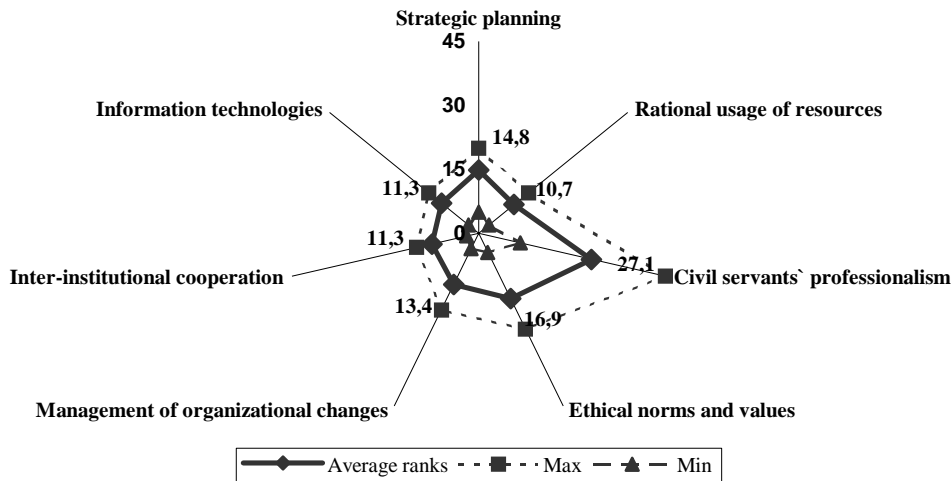 Strategic planning
45
Information technologies
30
Rational usage of resources
14,8
15
11,3
10,7
0
11,3
27,1
Inter-institutional cooperation
Civil servants` professionalism
13,4
16,9
Management of organizational changes
Ethical norms and values
Average ranks
Max
Min